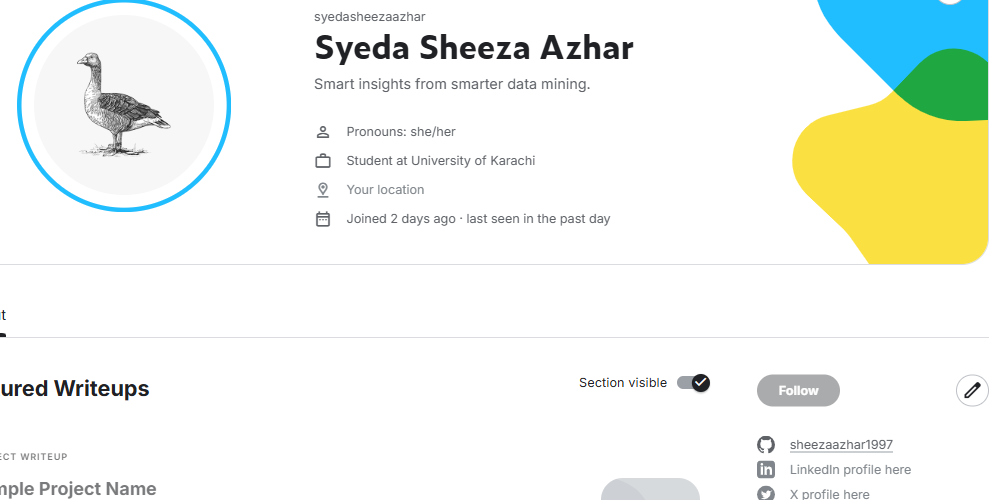 syedasheezaazhar
Syeda Sheeza Azhar
Smart insights from smarter data mining.
Pronouns: she/her
Student at University of Karachi
Your location
Joined 2 days ago · last seen in the past day
t
ured Writeups
Section visible
Follow
sheezaazhar1997
LinkedIn profile here
X profile here
ECT WRITEUP
mple Project Name